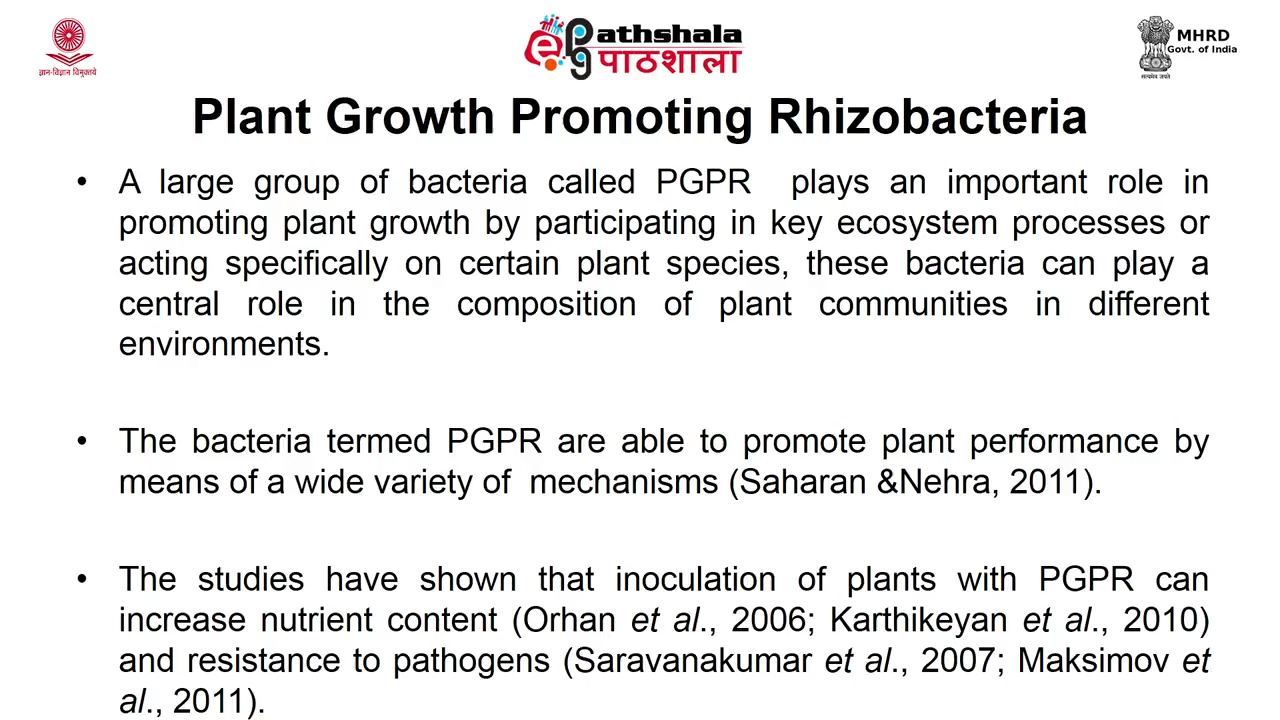 ज्ञान-विज्ञान विमुक्तये
e Pg athshala
पाठशाला
MHRD
Govt. of India
सत्यमेव जयते
Plant Growth Promoting Rhizobacteria
• A large group of bacteria called PGPR plays an important role in
promoting plant growth by participating in key ecosystem processes or
acting specifically on certain plant species, these bacteria can play a
central role in the composition of plant communities in different
environments.
• The bacteria termed PGPR are able to promote plant performance by
means of a wide variety of mechanisms (Saharan &Nehra, 2011).
• The studies have shown that inoculation of plants with PGPR can
increase nutrient content (Orhan et al., 2006; Karthikeyan et al., 2010)
and resistance to pathogens (Saravanakumar et al., 2007; Maksimov et
al., 2011).